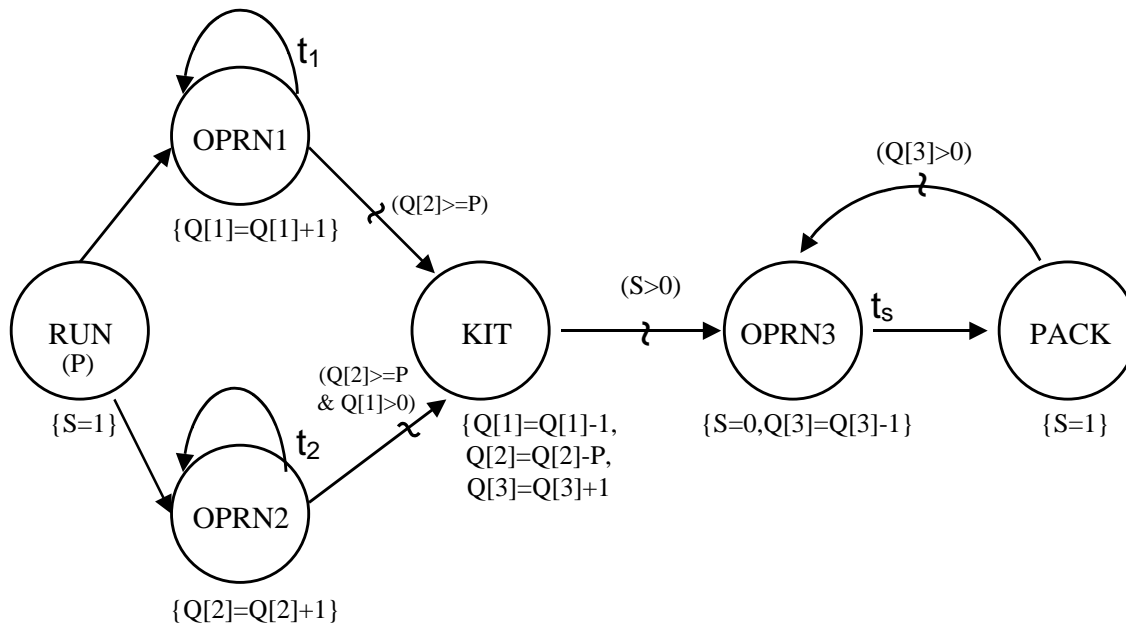 t1
OPRN1
(Q[3]>0)
(Q[2]>=P)
{Q[1]=Q[1]+1}
(S>0)
RUN
(P)
KIT
OPRN3
ts
PACK
(Q[2]>=P
& Q[1]>0)
{S=1}
{Q[1]=Q[1]-1,
Q[2]=Q[2]-P,
Q[3]=Q[3]+1
{S=0,Q[3]=Q[3]-1}
{S=1}
t2
OPRN2
{Q[2]=Q[2]+1}